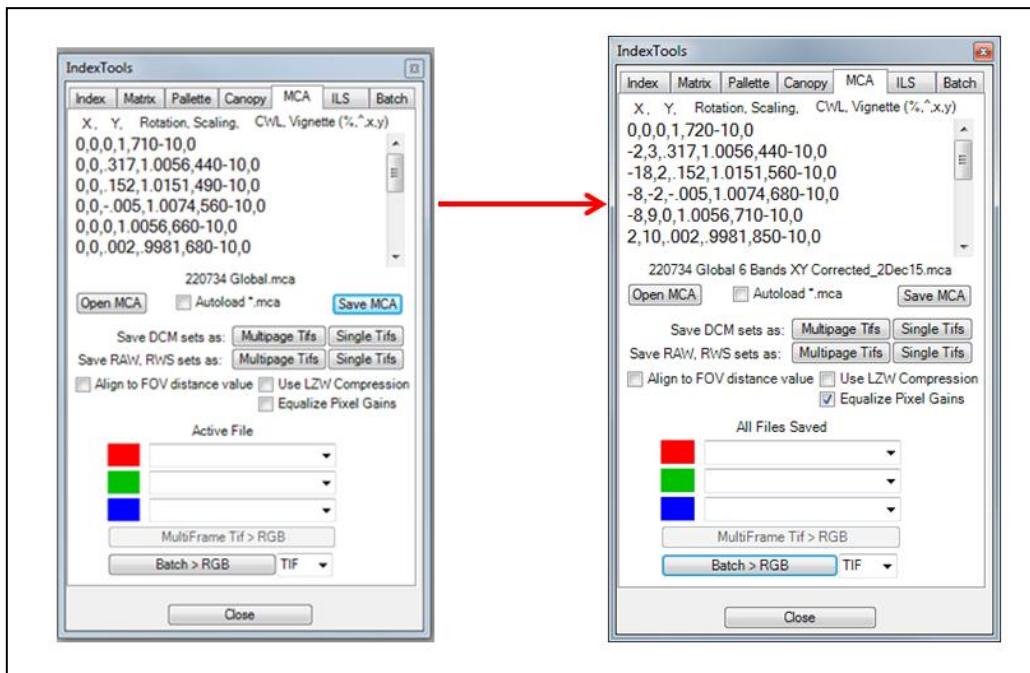 IndexTools
Index Matrix Pallette Canopy MCA ILS Batch
X, Y, Rotation, Scaling, CWL, Vignette (%,^,x,y)
0,0,0,1,710-10,0
0,0,.317,1.0056,440-10,0
0,0,.152,1.0151,490-10,0
0,0,-.005,1.0074,560-10,0
0,0,0,1.0056,660-10,0
0,0,.002,.9981,680-10,0
220734 Global.mca
Open MCA Autoload *.mca Save MCA
Save DCM sets as: Multipage Tifs Single Tifs
Save RAW, RWS sets as: Multipage Tifs Single Tifs
Align to FOV distance value Use LZW Compression
Equalize Pixel Gains
Active File
MultiFrame Tif > RGB
Batch > RGB TIF
Close
IndexTools
Index Matrix Pallette Canopy MCA ILS Batch
X, Y, Rotation, Scaling, CWL, Vignette (%,^,x,y)
0,0,0,1,720-10,0
-2,3,.317,1.0056,440-10,0
-18,2,.152,1.0151,560-10,0
-8,-2,-.005,1.0074,680-10,0
-8,9,0,1.0056,710-10,0
2,10,.002,.9981,850-10,0
220734 Global 6 Bands XY Corrected_2Dec15.mca
Open MCA Autoload *.mca Save MCA
Save DCM sets as: Multipage Tifs Single Tifs
Save RAW, RWS sets as: Multipage Tifs Single Tifs
Align to FOV distance value Use LZW Compression
Equalize Pixel Gains
All Files Saved
MultiFrame Tif > RGB
Batch > RGB TIF
Close